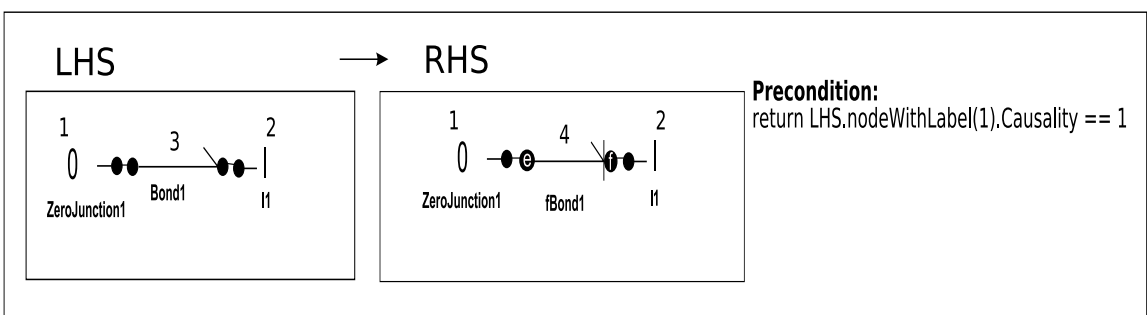 LHS
RHS
Precondition:
return LHS.nodeWithLabel(1).Causality == 1
1
3
2
0
Bond1
ZeroJunction1
I1
1
4
2
0
e
f
ZeroJunction1
fBond1
I1